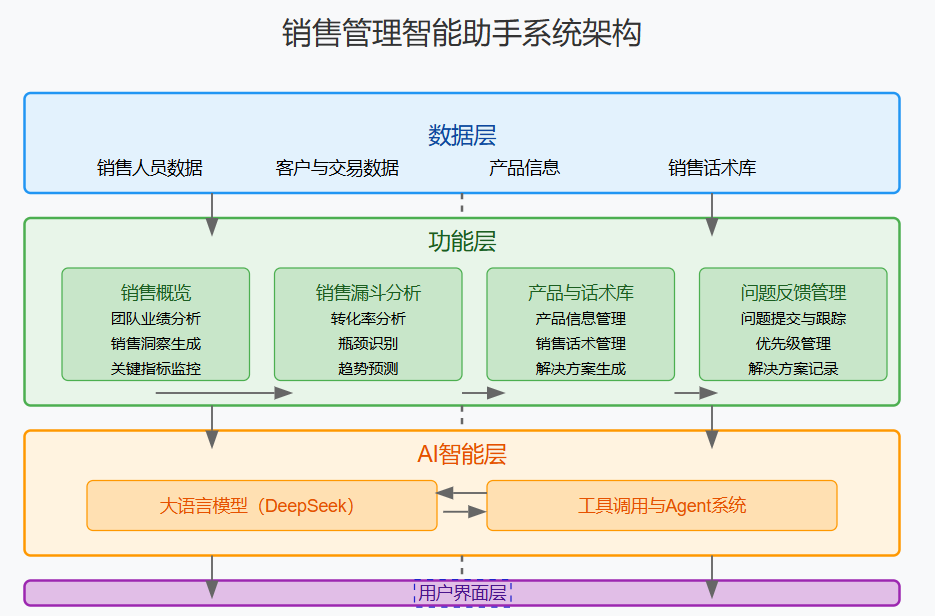 销售管理智能助手系统架构
数据层
销售人员数据 客户与交易数据 产品信息 销售话术库
功能层
销售概览
团队业绩分析
销售洞察生成
关键指标监控
销售漏斗分析
转化率分析
瓶颈识别
趋势预测
产品与话术库
产品信息管理
销售话术管理
解决方案生成
问题反馈管理
问题提交与跟踪
优先级管理
解决方案记录
AI智能层
大语言模型（DeepSeek）
工具调用与Agent系统
用户界面层